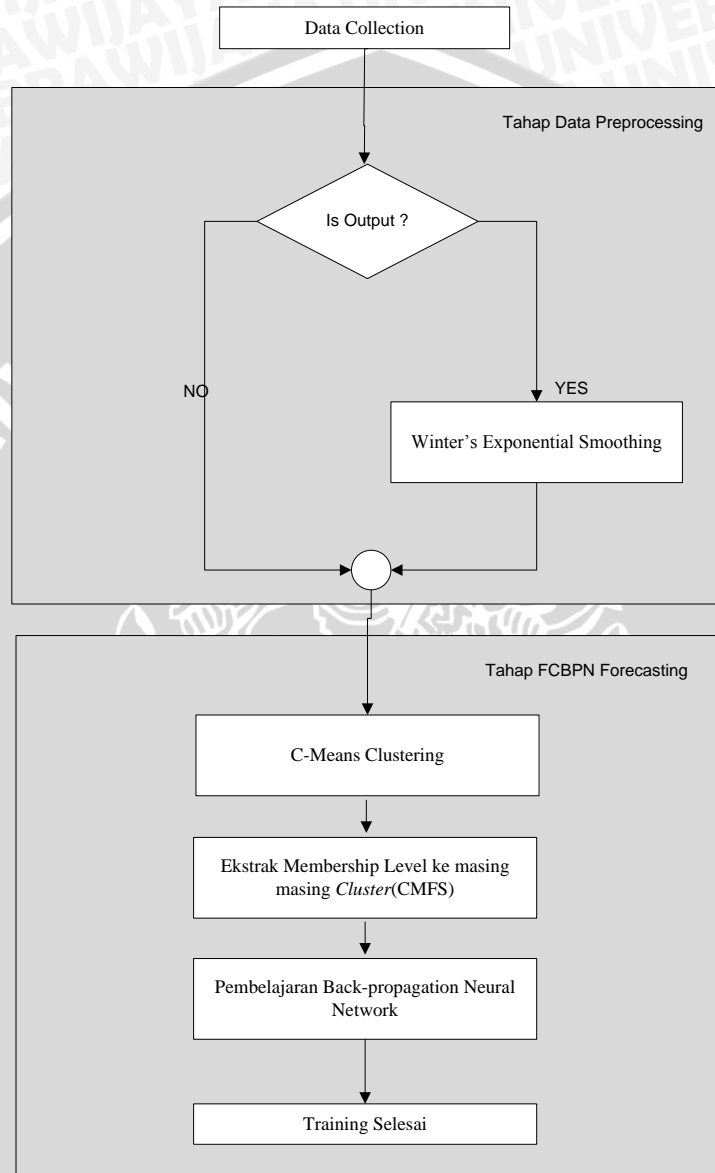 Data Collection
Tahap Data Preprocessing
Is Output ?
NO
YES
Winter's Exponential Smoothing
Tahap FCBPN Forecasting
C-Means Clustering
Ekstrak Membership Level ke masing
masing Cluster(CMFS)
Pembelajaran Back-propagation Neural
Network
Training Selesai